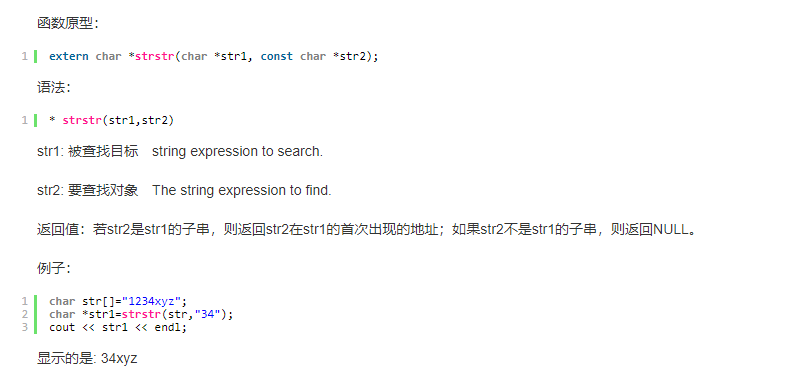 函数原型：
1 extern char *strstr(char *str1, const char *str2);
语法：
1 * strstr(str1,str2)
str1: 被查找目标 string expression to search.
str2: 要查找对象 The string expression to find.
返回值：若str2是str1的子串，则返回str2在str1的首次出现的地址；如果str2不是str1的子串，则返回NULL。
例子：
1 char str[]="1234xyz";
2 char *str1=strstr(str,"34");
3 cout << str1 << endl;
显示的是: 34xyz